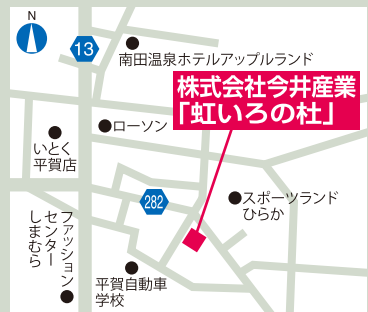 N
13
南田温泉ホテルアップルランド
株式会社今井産業
「虹いろの杜」
ローソン
いとく
平賀店
282
スポーツランド
ひらか
ファッション
センター
しまむら
平賀自動車
学校